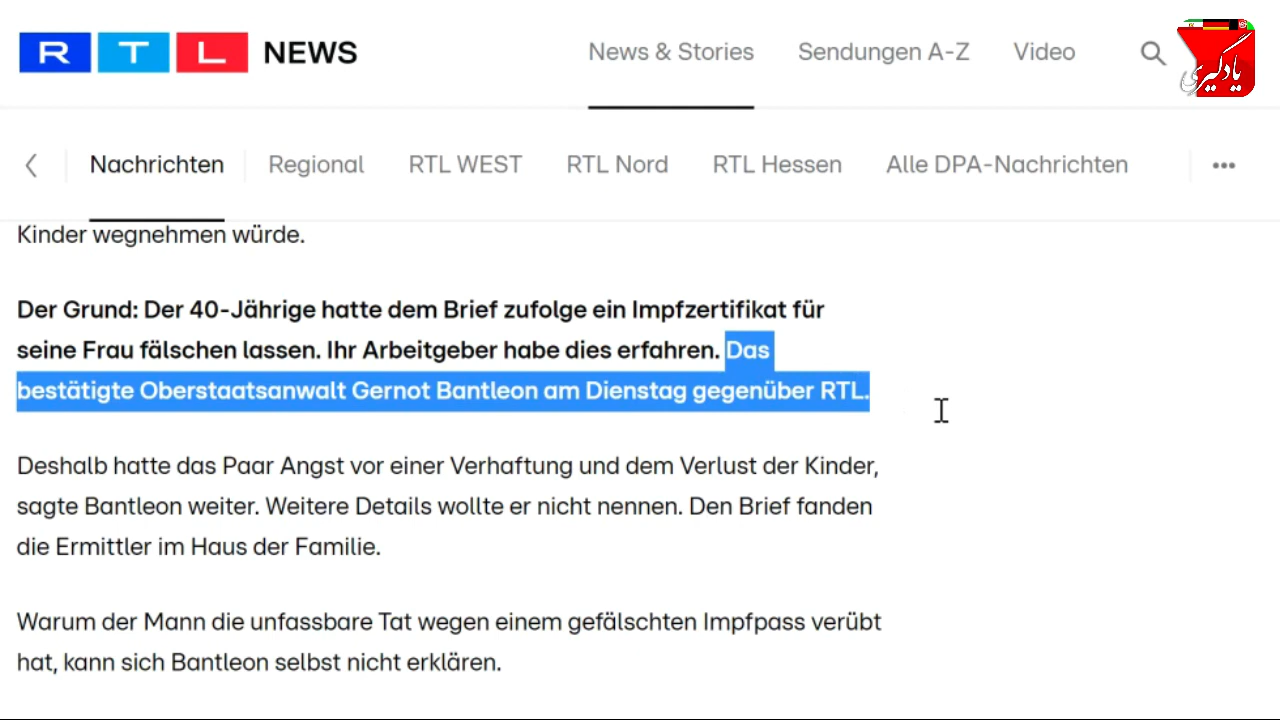 RTL NEWS
News & Stories Sendungen A-Z Video
یادگیری
Nachrichten Regional RTL WEST RTL Nord RTL Hessen Alle DPA-Nachrichten
Kinder wegnehmen würde.
Der Grund: Der 40-Jährige hatte dem Brief zufolge ein Impfzertifikat für
seine Frau fälschen lassen. Ihr Arbeitgeber habe dies erfahren. Das
bestätigte Oberstaatsanwalt Gernot Bantleon am Dienstag gegenüber RTL.
Deshalb hatte das Paar Angst vor einer Verhaftung und dem Verlust der Kinder,
sagte Bantleon weiter. Weitere Details wollte er nicht nennen. Den Brief fanden
die Ermittler im Haus der Familie.
Warum der Mann die unfassbare Tat wegen einem gefälschten Impfpass verübt
hat, kann sich Bantleon selbst nicht erklären.